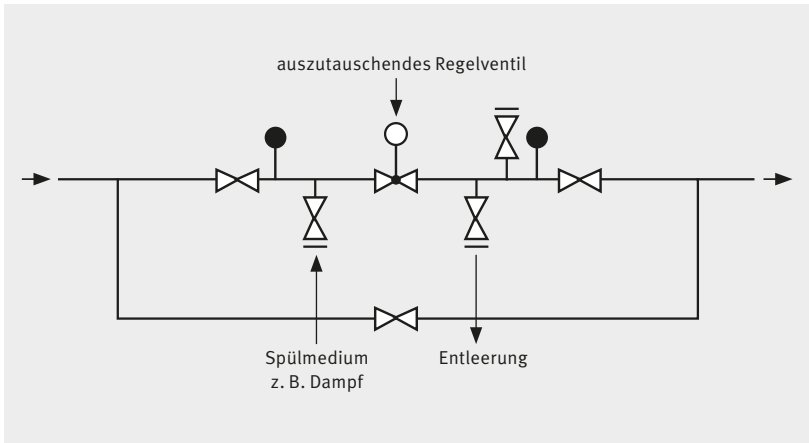 auszutauschendes Regelventil
Spülmedium
z. B. Dampf
Entleerung